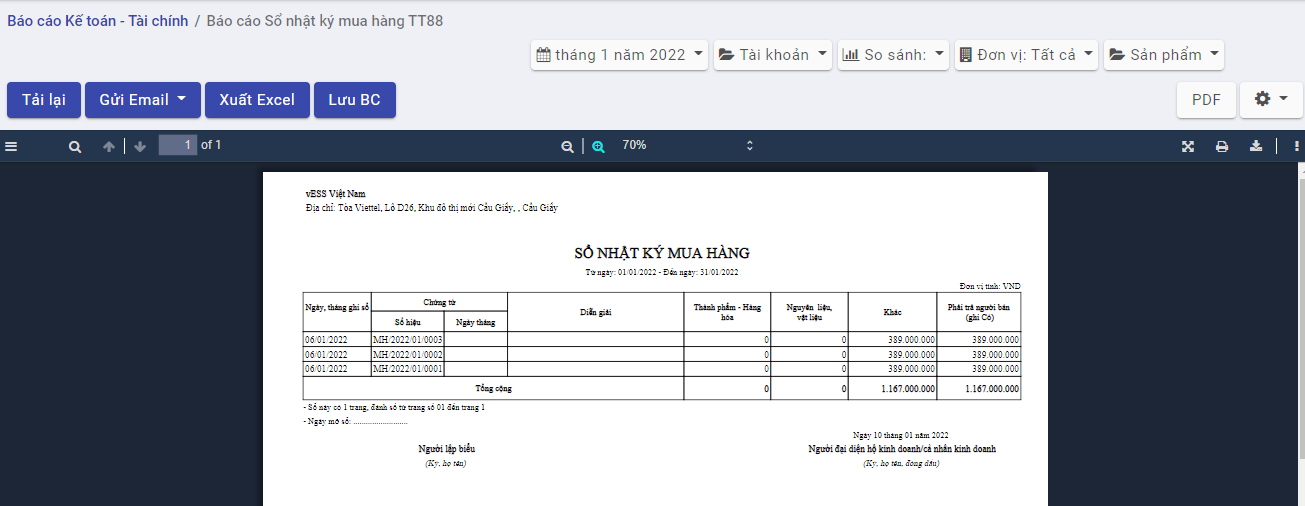 Báo cáo Kế toán - Tài chính / Báo cáo Sổ nhật ký mua hàng TT88
tháng 1 năm 2022 Tài khoản So sánh: Đơn vị: Tất cả Sản phẩm
Tải lại Gửi Email Xuất Excel Lưu BC PDF
1 of 1 70%
vESS Việt Nam
Địa chỉ: Tòa Viettel, Lô D26, Khu đô thị mới Cầu Giấy, , Cầu Giấy
SỔ NHẬT KÝ MUA HÀNG
Từ ngày: 01/01/2022 - Đến ngày: 31/01/2022
Đơn vị tính: VND
Ngày, tháng ghi sổ Chứng từ Diễn giải Thành phẩm - Hàng hóa Nguyên liệu, vật liệu Khác Phải trả người bán (ghi Có)
Số hiệu Ngày tháng
06/01/2022 MH/2022/01/0003 0 0 389.000.000 389.000.000
06/01/2022 MH/2022/01/0002 0 0 389.000.000 389.000.000
06/01/2022 MH/2022/01/0001 0 0 389.000.000 389.000.000
Tổng cộng 0 0 1.167.000.000 1.167.000.000
- Sổ này có 1 trang, đánh số từ trang số 01 đến trang 1
- Ngày mở sổ: .........................
Ngày 10 tháng 01 năm 2022
Người lập biểu Người đại diện hộ kinh doanh/cá nhân kinh doanh
(Ký, họ tên) (Ký, họ tên, đóng dấu)